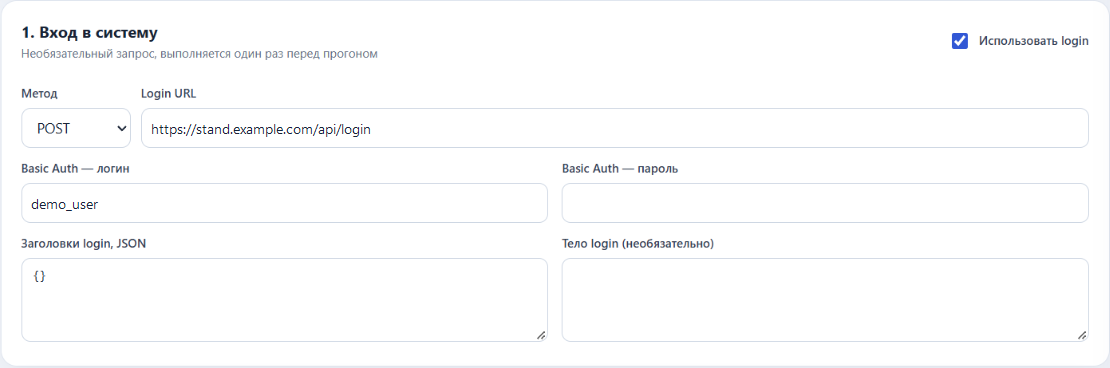 1. Вход в систему
Необязательный запрос, выполняется один раз перед прогоном
Использовать login
Метод
Login URL
POST
https://stand.example.com/api/login
Basic Auth — логин
Basic Auth — пароль
demo_user
Заголовки login, JSON
Тело login (необязательно)
{}